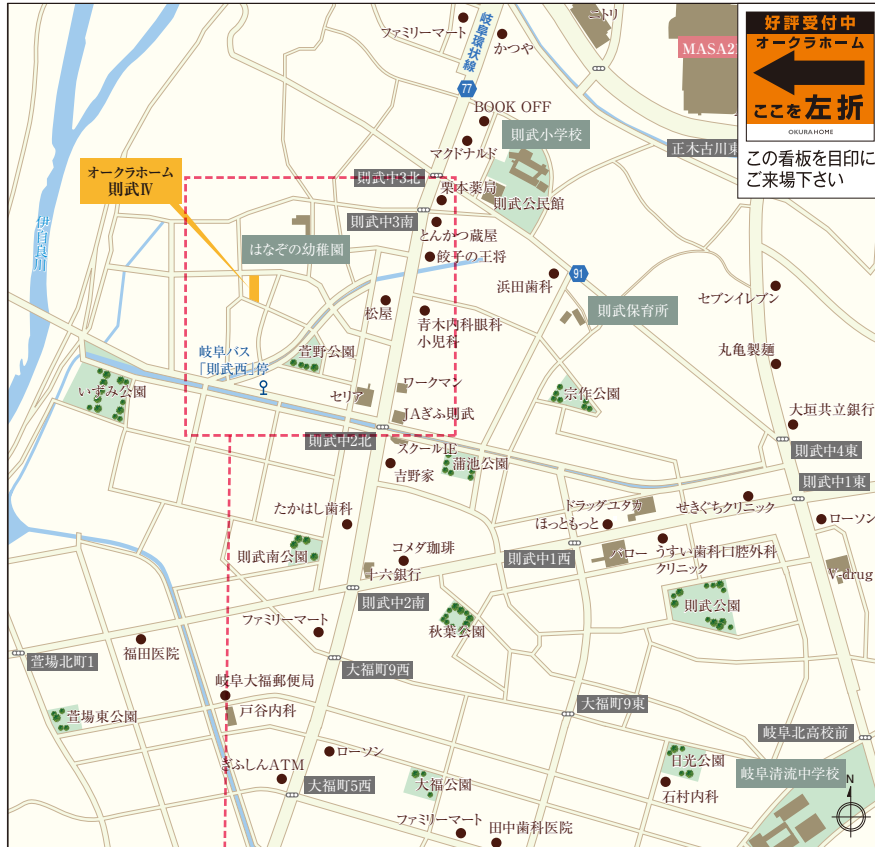 ファミリーマート
かつや
ニトリ
岐阜環状線
77
MASA2
好評受付中
オークラホーム
ここを左折
OKURA HOME
この看板を目印に
ご来場下さい
BOOK OFF
マクドナルド
則武小学校
正木古川東
則武中3北
栗本薬局
則武公民館
オークラホーム
則武Ⅳ
則武中3南
とんかつ蔵屋
はなぞの幼稚園
餃子の王将
伊自良川
浜田歯科
91
セブンイレブン
松屋
青木内科眼科
小児科
則武保育所
丸亀製麺
岐阜バス
「則武西」停
萱野公園
いずみ公園
セリア
ワークマン
宗作公園
JAぎふ則武
大垣共立銀行
則武中2北
スクールIE
則武中4東
吉野家
蒲池公園
則武中1東
たかはし歯科
ドラッグユタカ
せきぐちクリニック
ほっともっと
ローソン
則武南公園
コメダ珈琲
則武中1西
バロー
うすい歯科口腔外科
クリニック
十六銀行
V・drug
則武中2南
則武公園
ファミリーマート
秋葉公園
福田医院
萱場北町1
大福町9西
岐阜大福郵便局
戸谷内科
大福町9東
萱場東公園
岐阜北高校前
ローソン
日光公園
ぎふしんATM
岐阜清流中学校
N
大福町5西
大福公園
石村内科
ファミリーマート
田中歯科医院